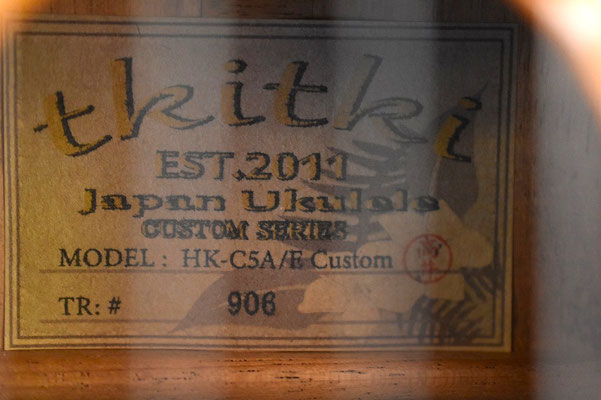 tkitki
EST.2011
Japan Ukulele
CUSTOM SERIES
MODEL : HK-C5A/E Custom
TR: # 906